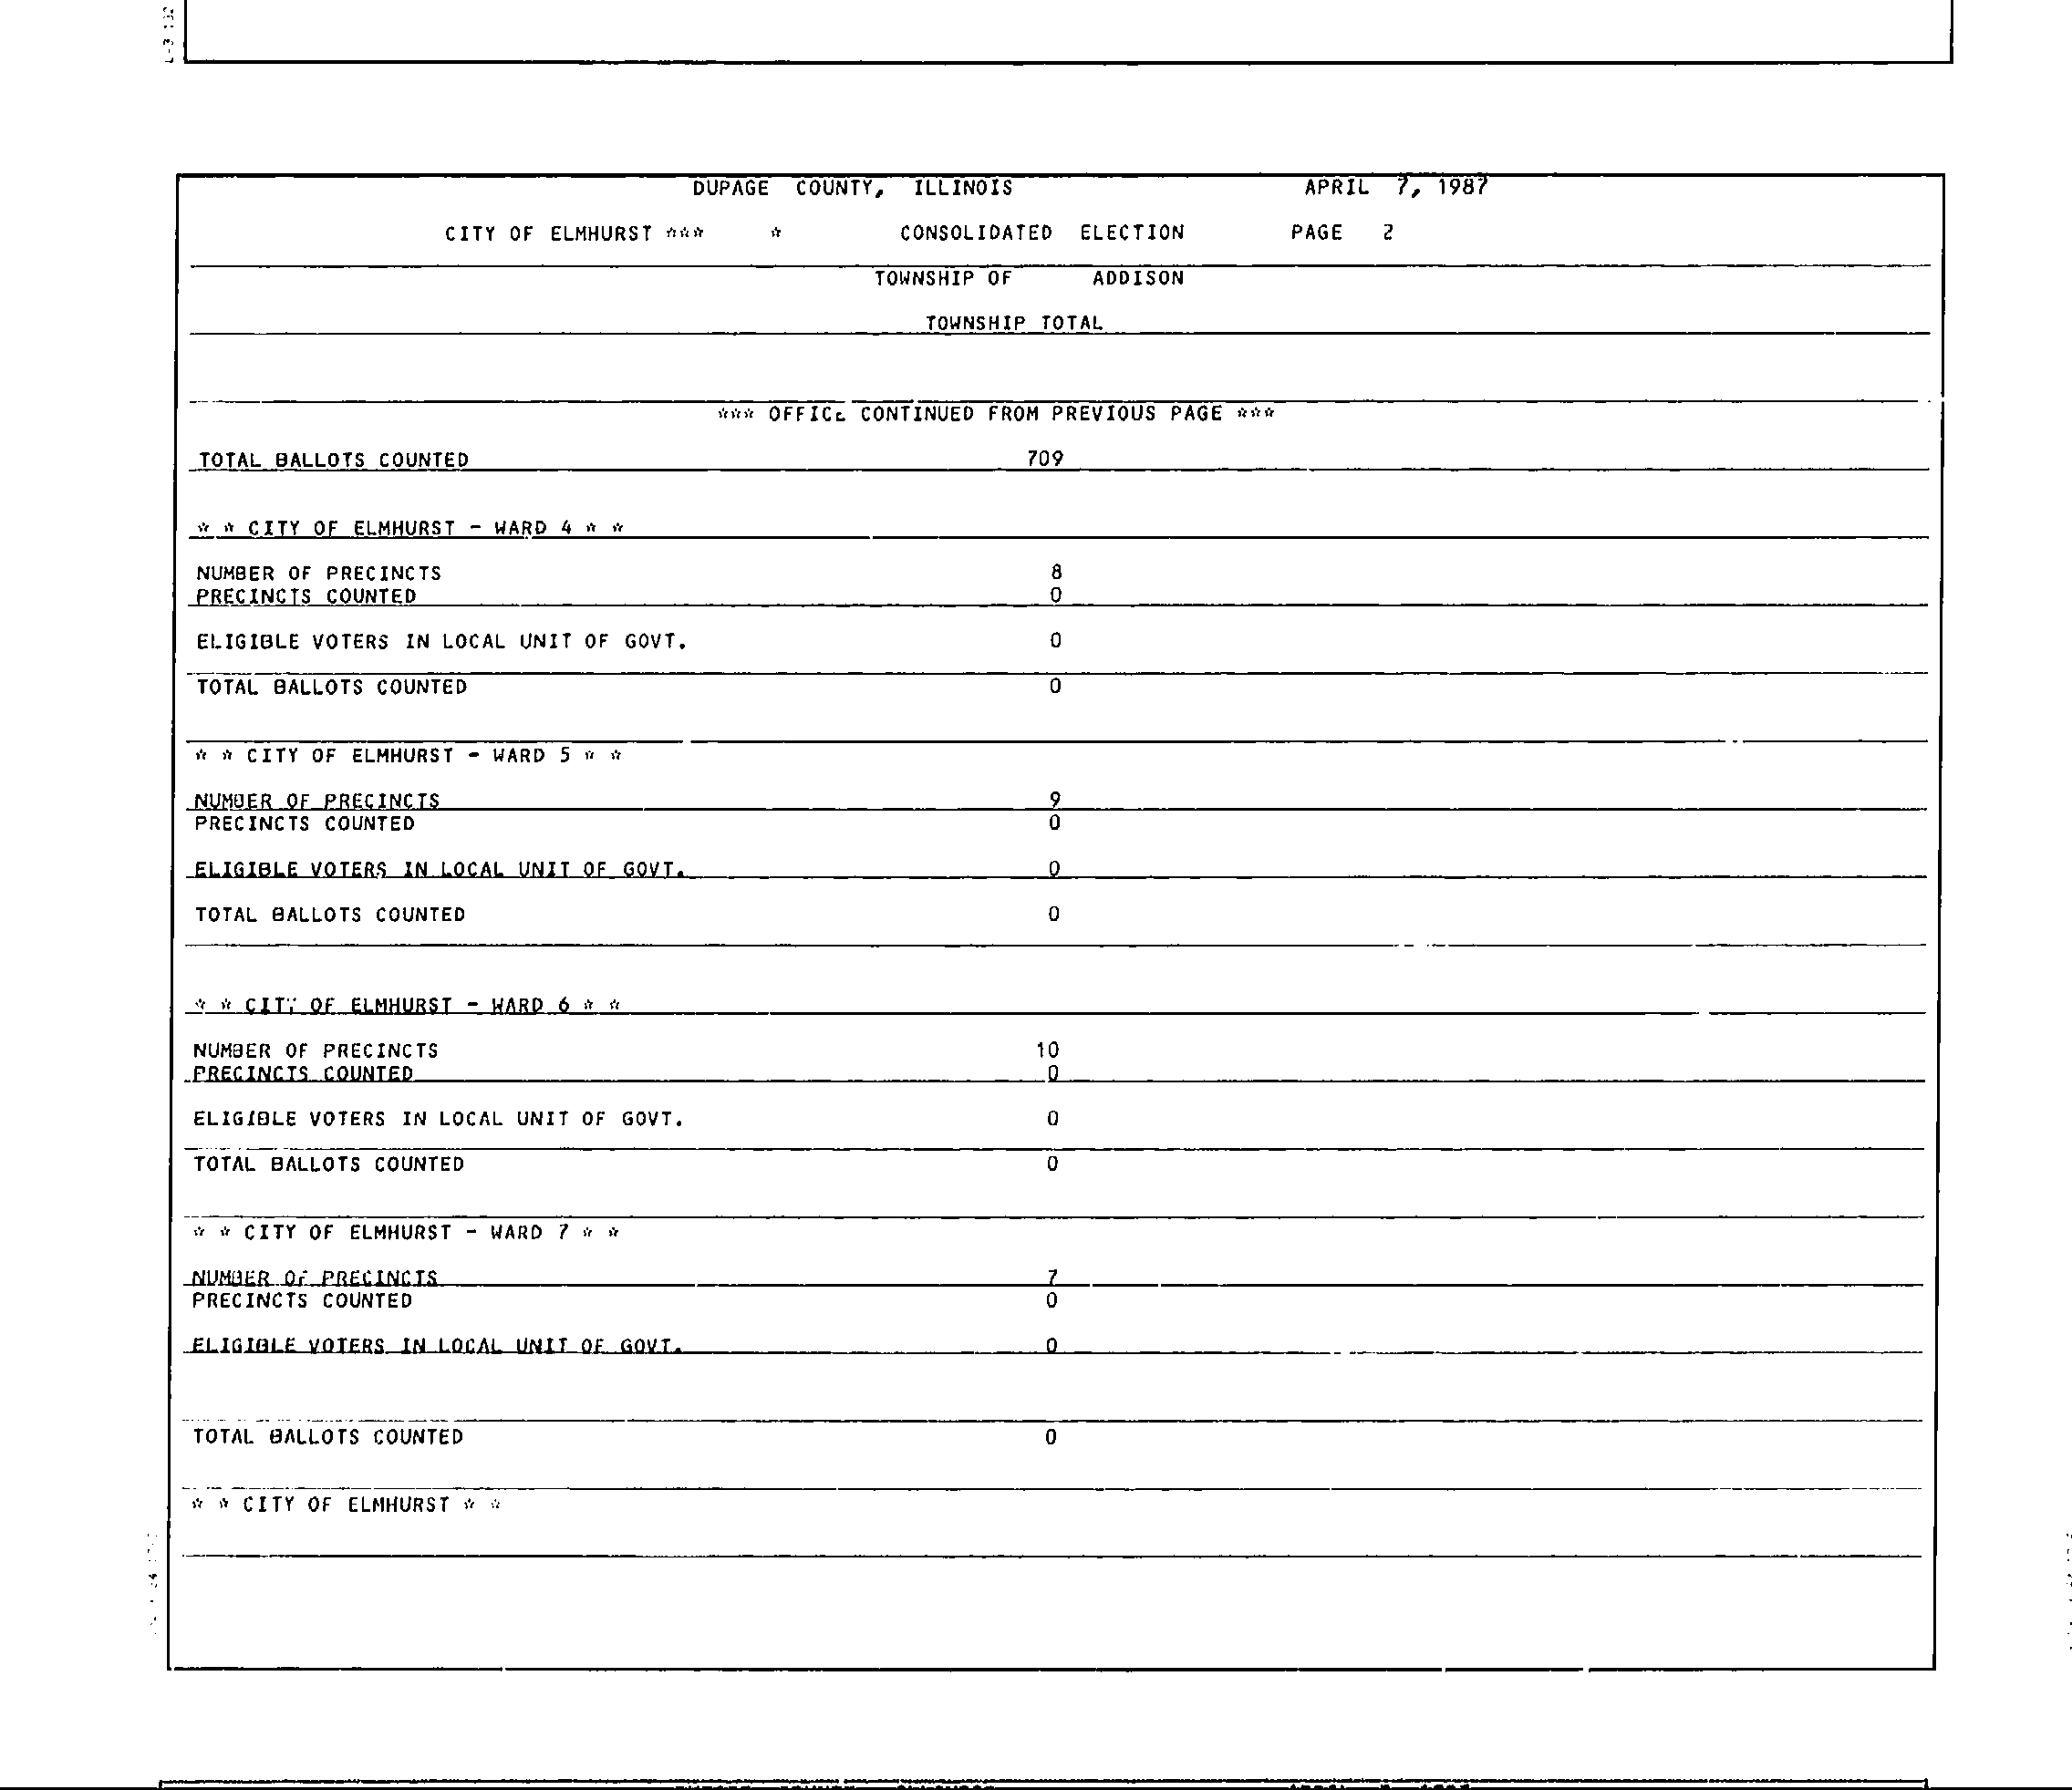 DUPAGE COUNTY, ILLINOIS APRIL 7, 1987
CITY OF ELMHURST *** * CONSOLIDATED ELECTION PAGE 2
TOWNSHIP OF ADDISON
TOWNSHIP TOTAL
*** OFFICE CONTINUED FROM PREVIOUS PAGE ***
TOTAL BALLOTS COUNTED 709
* * CITY OF ELMHURST - WARD 4 * *
NUMBER OF PRECINCTS 8
PRECINCTS COUNTED 0
ELIGIBLE VOTERS IN LOCAL UNIT OF GOVT. 0
TOTAL BALLOTS COUNTED 0
* * CITY OF ELMHURST - WARD 5 * *
NUMBER OF PRECINCTS 9
PRECINCTS COUNTED 0
ELIGIBLE VOTERS IN LOCAL UNIT OF GOVT. 0
TOTAL BALLOTS COUNTED 0
* * CITY OF ELMHURST - WARD 6 * *
NUMBER OF PRECINCTS 10
PRECINCTS COUNTED 0
ELIGIBLE VOTERS IN LOCAL UNIT OF GOVT. 0
TOTAL BALLOTS COUNTED 0
* * CITY OF ELMHURST - WARD 7 * *
NUMBER OF PRECINCTS 7
PRECINCTS COUNTED 0
ELIGIBLE VOTERS IN LOCAL UNIT OF GOVT. 0
TOTAL BALLOTS COUNTED 0
* * CITY OF ELMHURST * *